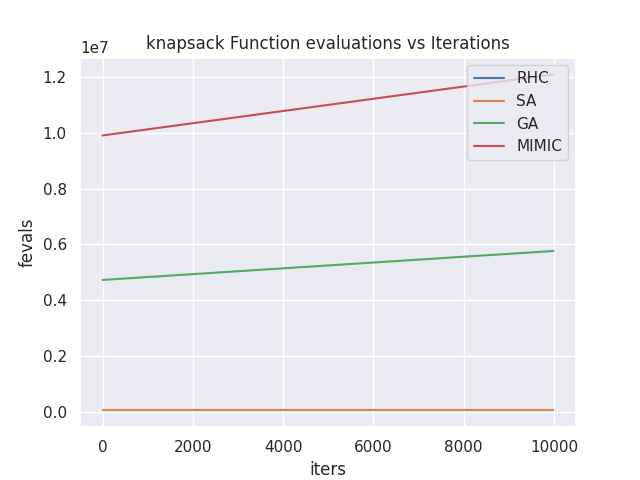 knapsack Function evaluations vs Iterations
1e7
1.2
1.0
0.8
0.6
0.4
0.2
0.0
fevals
RHC
SA
GA
MIMIC
0 2000 4000 6000 8000 10000
iters